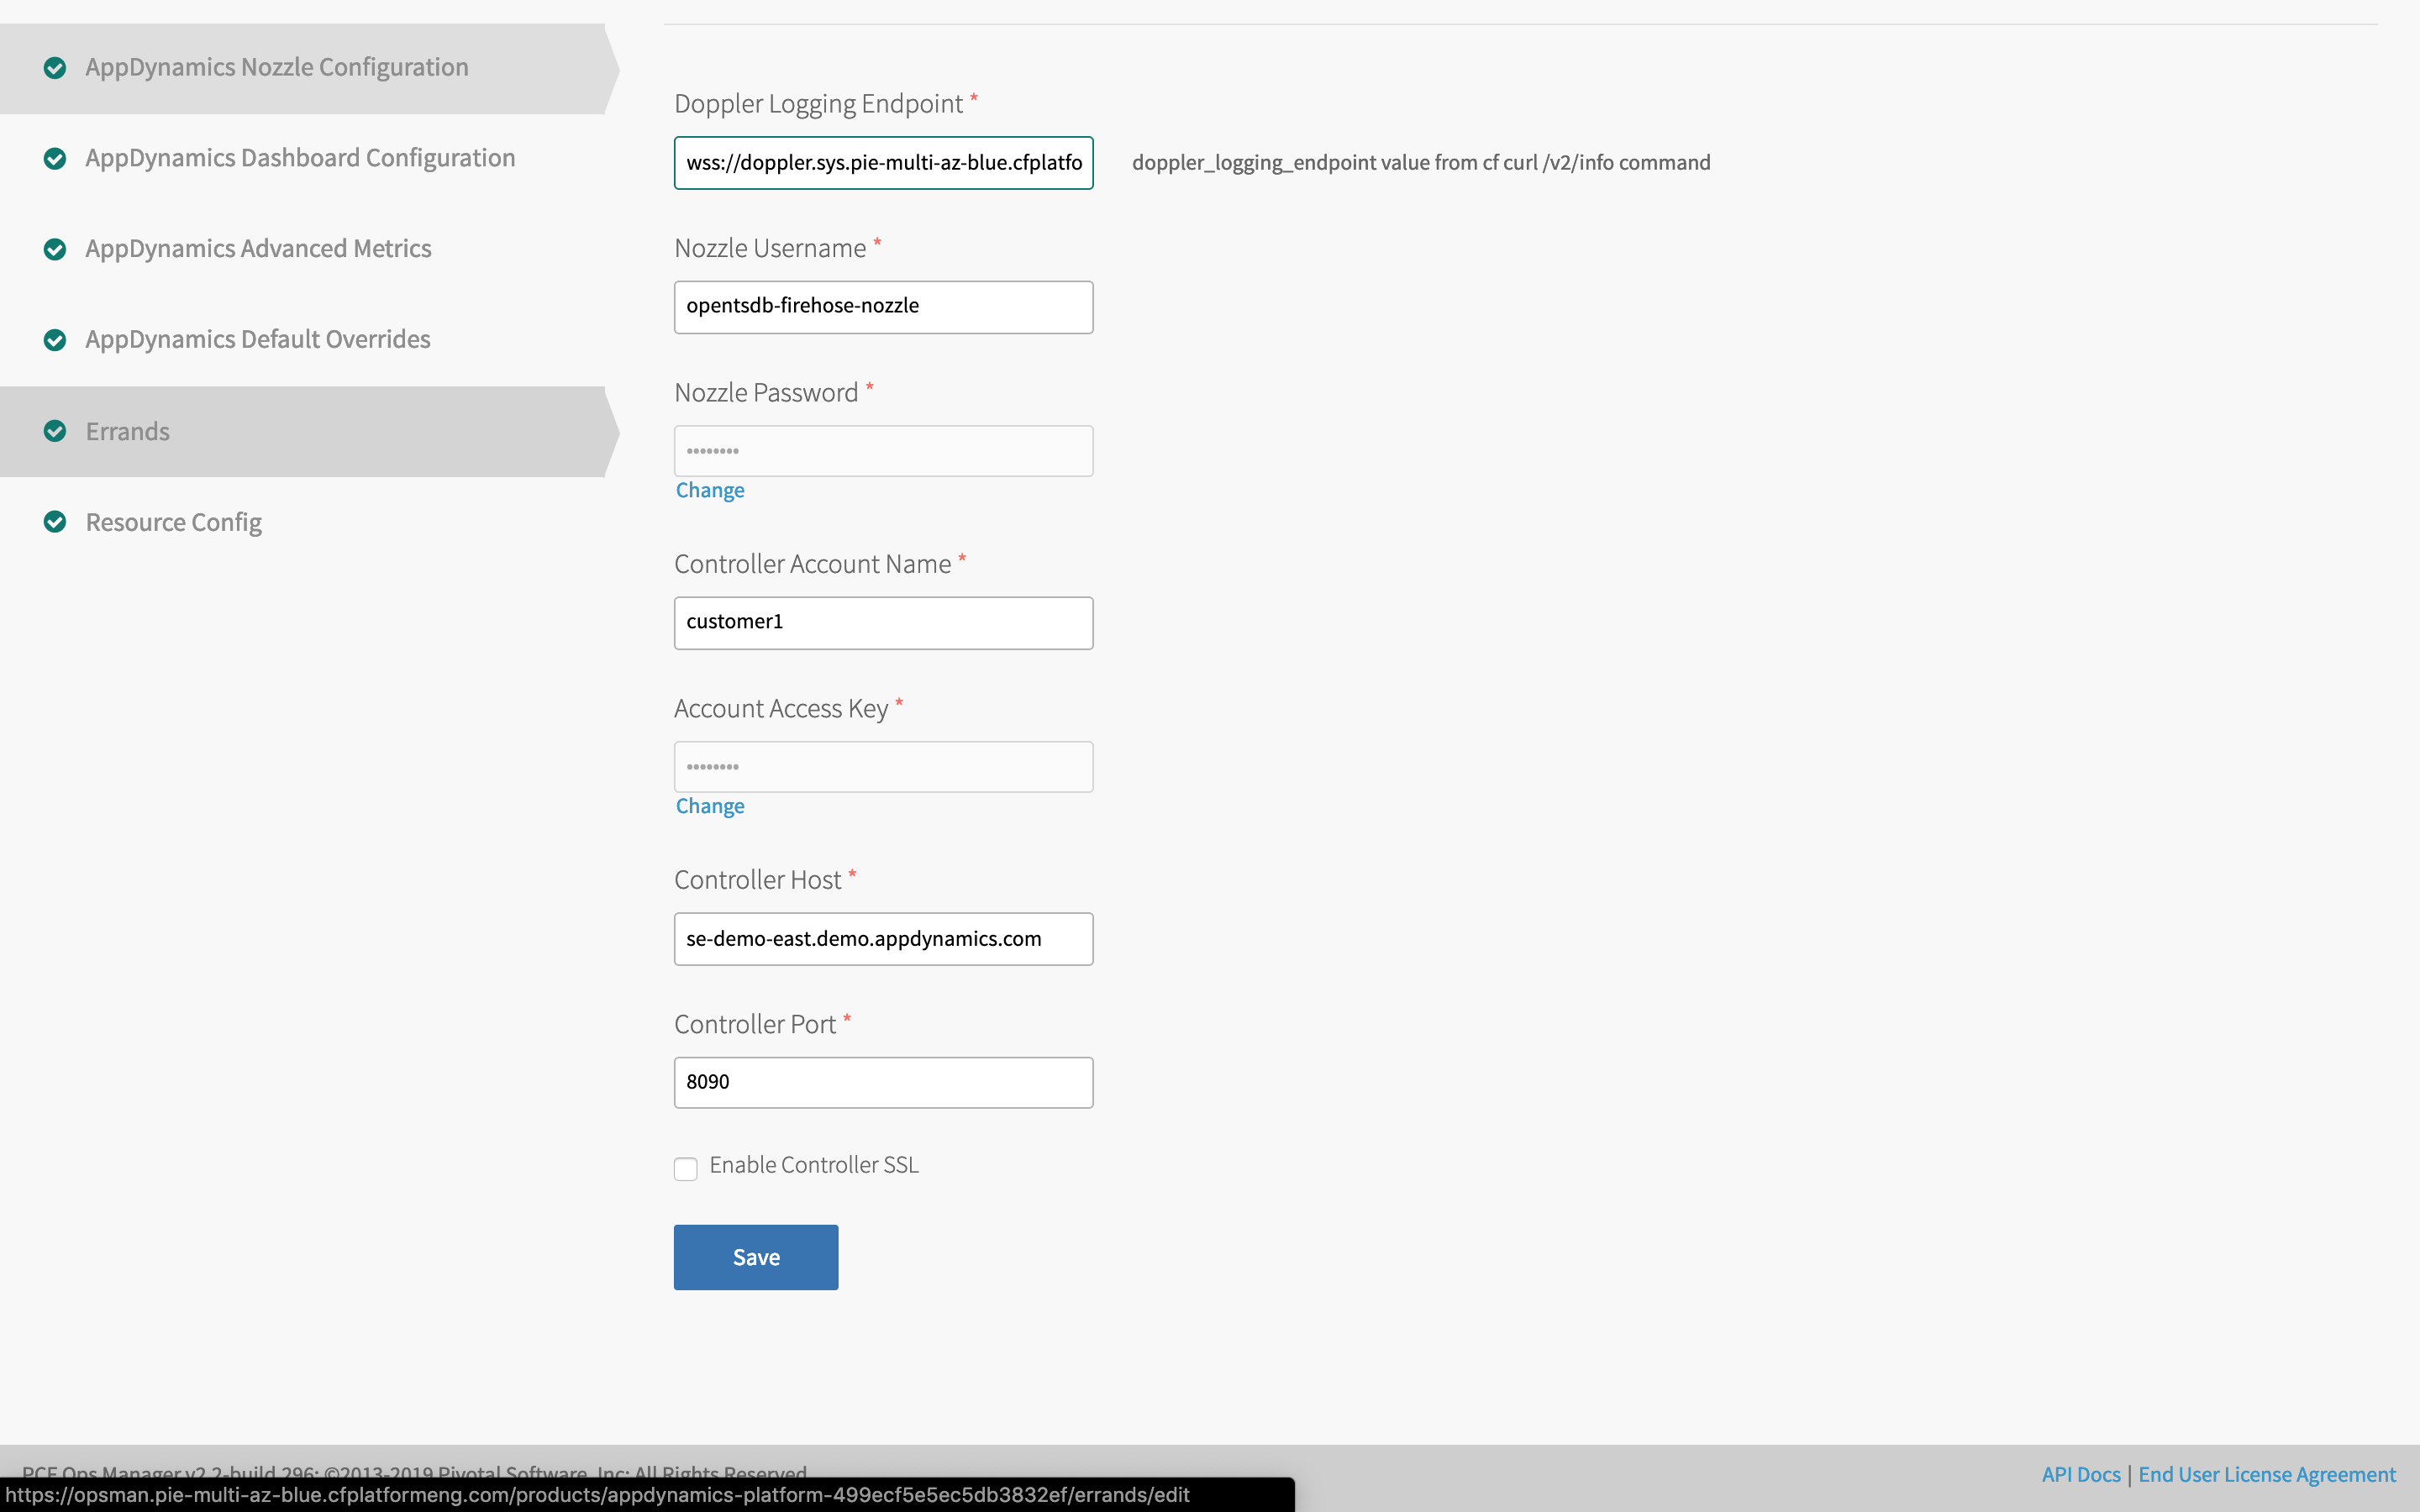 AppDynamics Nozzle Configuration
AppDynamics Dashboard Configuration
AppDynamics Advanced Metrics
AppDynamics Default Overrides
Errands
Resource Config
Doppler Logging Endpoint *
wss://doppler.sys.pie-multi-az-blue.cfplatfo
doppler_logging_endpoint value from cf curl /v2/info command
Nozzle Username *
opentsdb-firehose-nozzle
Nozzle Password *
••••••••
Change
Controller Account Name *
customer1
Account Access Key *
••••••••
Change
Controller Host *
se-demo-east.demo.appdynamics.com
Controller Port *
8090
Enable Controller SSL
Save
PCF Ops Manager v2.2-build.296; ©2013-2019 Pivotal Software, Inc; All Rights Reserved.
API Docs | End User License Agreement
https://opsman.pie-multi-az-blue.cfplatformeng.com/products/appdynamics-platform-499ecf5e5ec5db3832ef/errands/edit